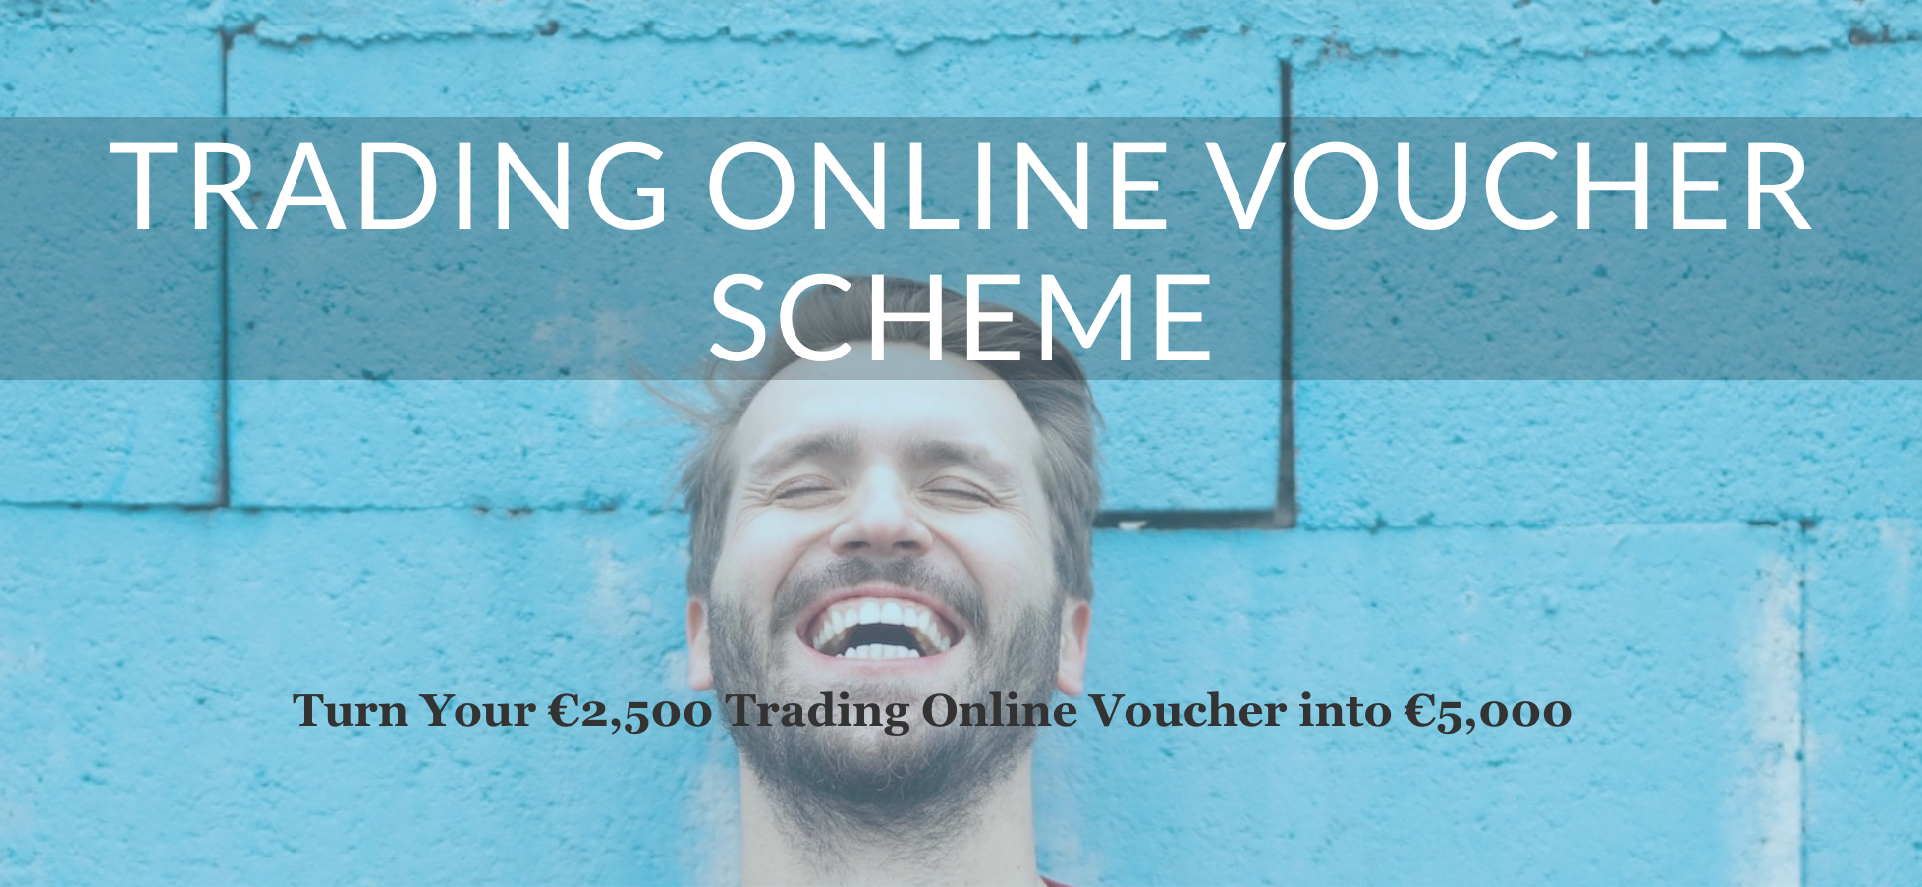 TRADING ONLINE VOUCHER
SCHEME
Turn Your €2,500 Trading Online Voucher into €5,000